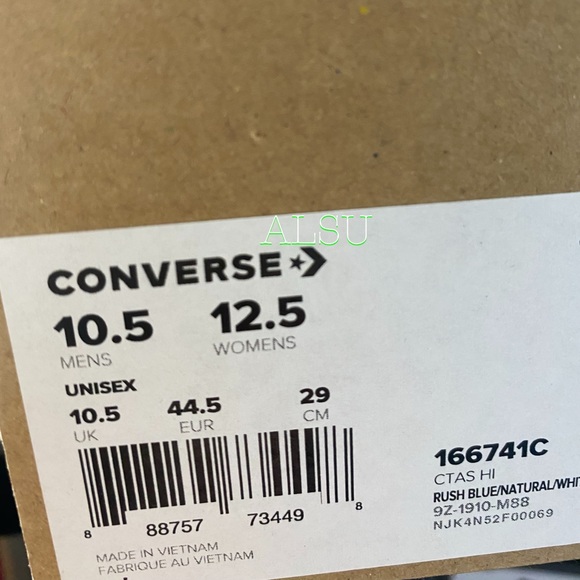 ALSU
CONVERSE
10.5 12.5
MENS WOMENS
UNISEX
10.5 44.5 29
UK EUR CM
166741C
CTAS HI
RUSH BLUE/NATURAL/WHI
9Z-1910-M88
NJK4N52F00069
8 88757 73449 8
MADE IN VIETNAM
FABRIQUE AU VIETNAM